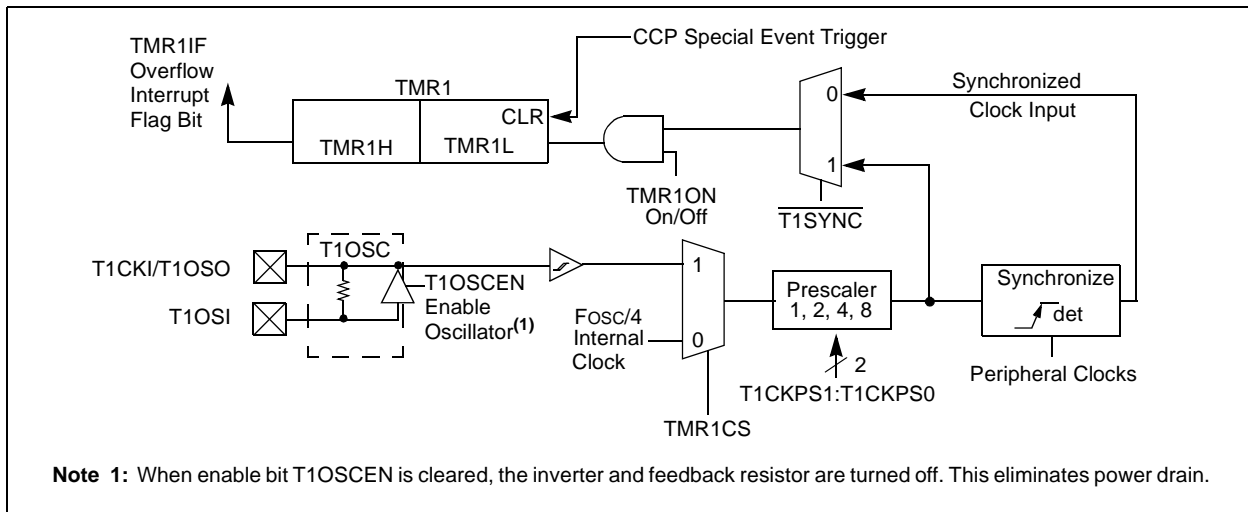 TMR1IF
Overflow
Interrupt
Flag Bit
TMR1
CCP Special Event Trigger
CLR
TMR1H
TMR1L
TMR1ON
On/Off
0
1
T1SYNC
Synchronized
Clock Input
T1CKI/T1OSO
T1OSI
T1OSC
T1OSCEN
Enable
Oscillator(1)
FOSC/4
Internal
Clock
1
0
TMR1CS
Prescaler
1, 2, 4, 8
2
T1CKPS1:T1CKPS0
Synchronize
det
Peripheral Clocks
Note 1: When enable bit T1OSCEN is cleared, the inverter and feedback resistor are turned off. This eliminates power drain.